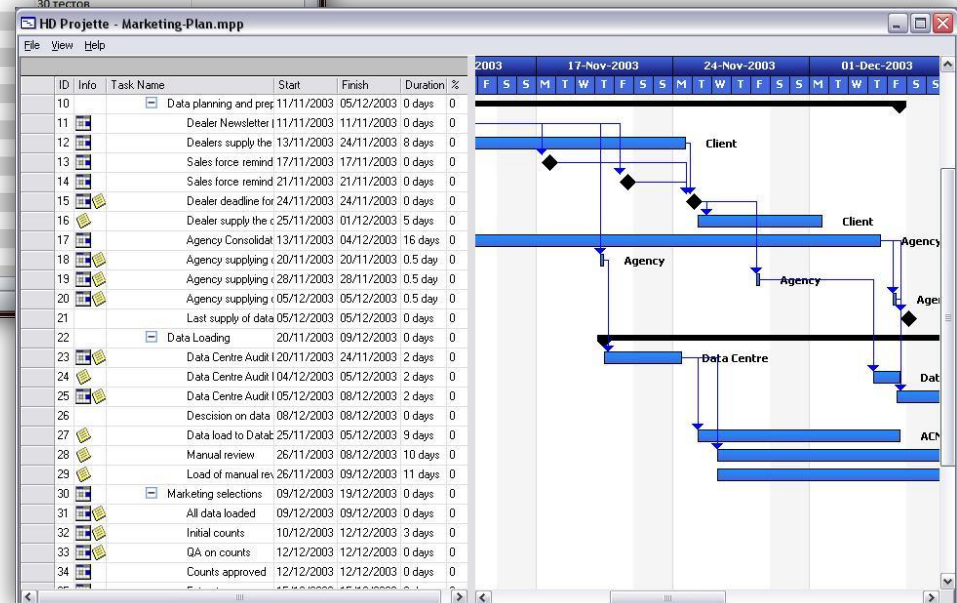 30 тестов
HD Projette - Marketing-Plan.mpp
File View Help
2003 17-Nov-2003 24-Nov-2003 01-Dec-2003
ID Info Task Name Start Finish Duration % F S S M T W T F S S M T W T F S S M T W T F S S
10 Data planning and prep 11/11/2003 05/12/2003 0 days 0
11 Dealer Newsletter 11/11/2003 11/11/2003 0 days 0
12 Dealers supply the 13/11/2003 24/11/2003 8 days 0 Client
13 Sales force remind 17/11/2003 17/11/2003 0 days 0
14 Sales force remind 21/11/2003 21/11/2003 0 days 0
15 Dealer deadline for 24/11/2003 24/11/2003 0 days 0
16 Dealer supply the 25/11/2003 01/12/2003 5 days 0 Client
17 Agency Consolidat 13/11/2003 04/12/2003 16 days 0 Agency
18 Agency supplying 20/11/2003 20/11/2003 0.5 day 0 Agency
19 Agency supplying 28/11/2003 28/11/2003 0.5 day 0 Agency
20 Agency supplying 05/12/2003 05/12/2003 0.5 day 0 Age
21 Last supply of data 05/12/2003 05/12/2003 0 days 0
22 Data Loading 20/11/2003 09/12/2003 0 days 0
23 Data Centre Audit 20/11/2003 24/11/2003 2 days 0 Data Centre
24 Data Centre Audit 04/12/2003 05/12/2003 2 days 0 Dat
25 Data Centre Audit 05/12/2003 08/12/2003 2 days 0
26 Descision on data 08/12/2003 08/12/2003 0 days 0
27 Data load to Datab 25/11/2003 05/12/2003 9 days 0 ACN
28 Manual review 26/11/2003 08/12/2003 10 days 0
29 Load of manual rev 26/11/2003 09/12/2003 11 days 0
30 Marketing selections 09/12/2003 19/12/2003 0 days 0
31 All data loaded 09/12/2003 09/12/2003 0 days 0
32 Initial counts 10/12/2003 12/12/2003 3 days 0
33 QA on counts 12/12/2003 12/12/2003 0 days 0
34 Counts approved 12/12/2003 12/12/2003 0 days 0